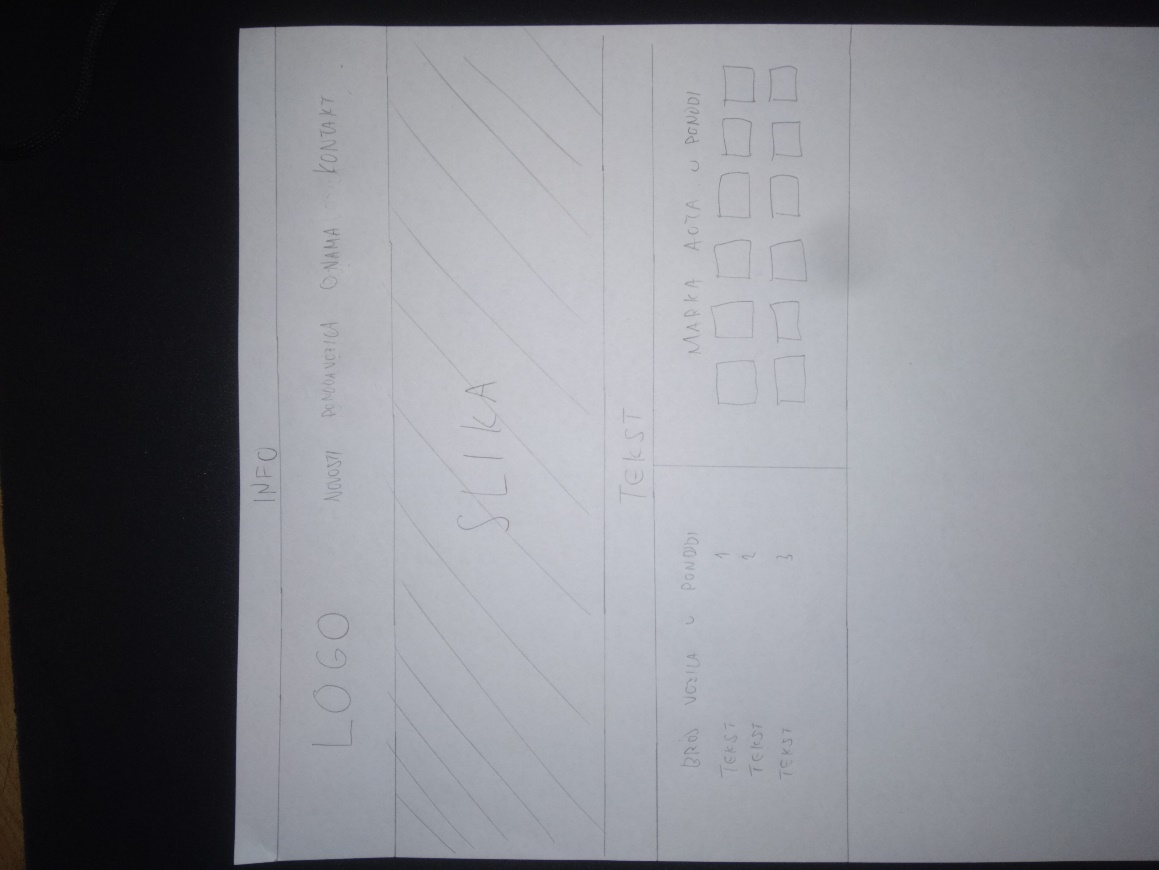 INFO
LOGO NOVOSTI PONUDA VOZILA O NAMA ... KONTAKT
SLIKA
TEKST
BROJ VOZILA U PONUDI
TEKST 1
TEKST 2
TEKST 3
MARKA AUTA U PONUDI